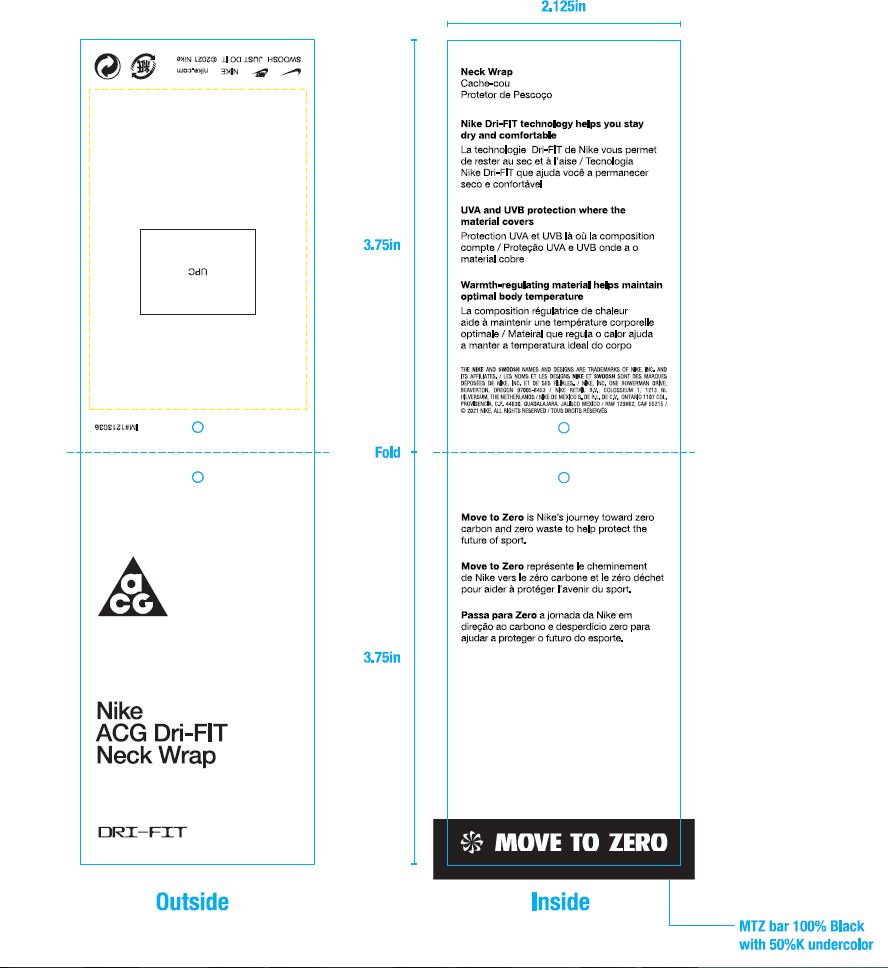 2.125in
nike.com NIKE
SWOOSH JUST DO IT ©2021 Nike
UPC
IM#1213036
Nike
ACG Dri-FIT
Neck Wrap
DRI-FIT
Outside
3.75in
Fold
3.75in
Neck Wrap
Cache-cou
Protetor de Pescoço
Nike Dri-FIT technology helps you stay
dry and comfortable
La technologie Dri-FIT de Nike vous permet
de rester au sec et à l'aise / Tecnologia
Nike Dri-FIT que ajuda você a permanecer
seco e confortável
UVA and UVB protection where the
material covers
Protection UVA et UVB là où la composition
compte / Proteção UVA e UVB onde a o
material cobre
Warmth-regulating material helps maintain
optimal body temperature
La composition régulatrice de chaleur
aide à maintenir une température corporelle
optimale / Mateiral que regula o calor ajuda
a manter a temperatura ideal do corpo
THE NIKE AND SWOOSH NAMES AND DESIGNS ARE TRADEMARKS OF NIKE, INC. AND
ITS AFFILIATES. / LES NOMS ET LES DESIGNS NIKE ET SWOOSH SONT DES MARQUES
DÉPOSÉES DE NIKE, INC. ET DE SES FILIALES. / NIKE, INC, ONE BOWERMAN DRIVE,
BEAVERTON, OREGON 97005-6453 / NIKE RETAIL B.V., COLOSSEUM 1, 1213 NL
HILVERSUM, THE NETHERLANDS / NIKE DE MEXICO S. DE R.L. DE C.V., ONTARIO 1107 COL.
PROVIDENCIA, C.P. 44630, GUADALAJARA, JALISCO MEXICO / RN# 125662, CA# 55215 /
© 2021 NIKE, ALL RIGHTS RESERVED / TOUS DROITS RÉSERVÉS
Move to Zero is Nike's journey toward zero
carbon and zero waste to help protect the
future of sport.
Move to Zero représente le cheminement
de Nike vers le zéro carbone et le zéro déchet
pour aider à protéger l'avenir du sport.
Passa para Zero a jornada da Nike em
direção ao carbono e desperdício zero para
ajudar a proteger o futuro do esporte.
MOVE TO ZERO
Inside
MTZ bar 100% Black
with 50%K undercolor